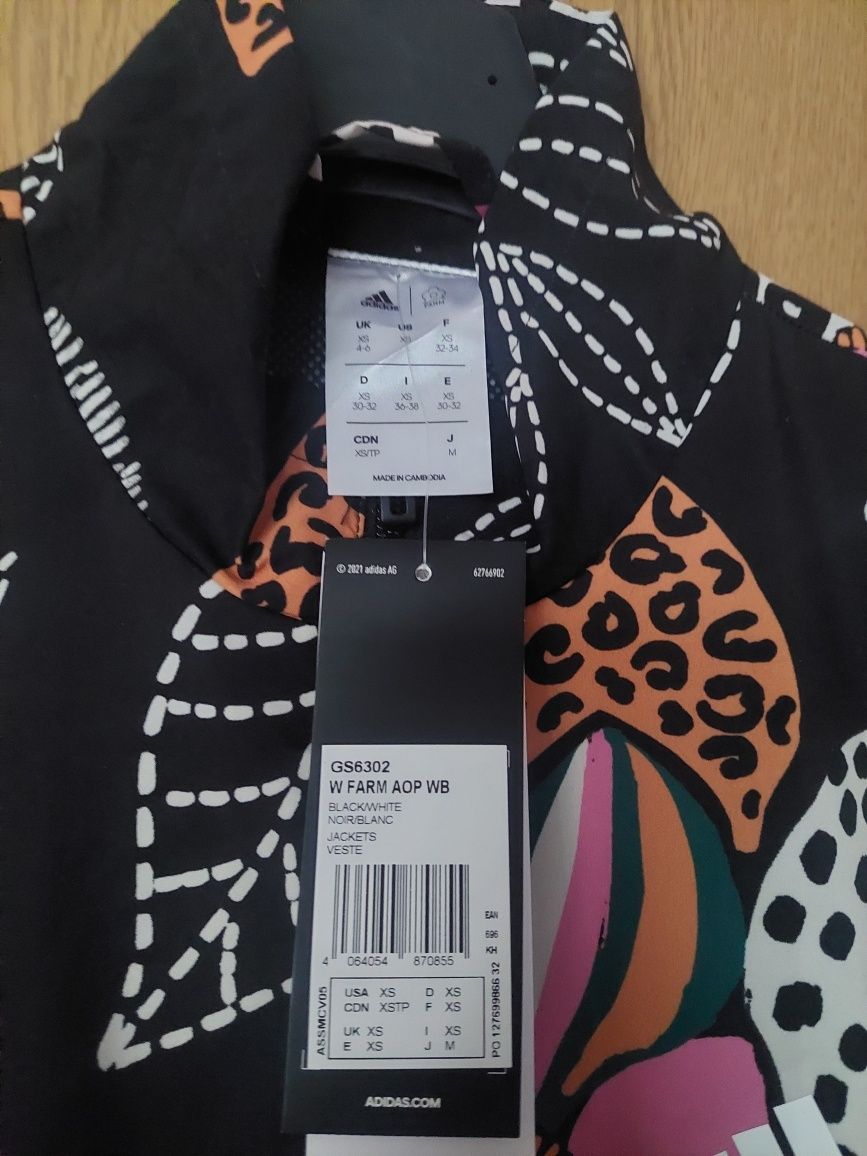 adidas FARM
UK US F
XS XS XS
4-6 32-34
D I E
XS XS XS
30-32 36-38 30-32
CDN J
XS/TP M
MADE IN CAMBODIA
© 2021 adidas AG 62766902
GS6302
W FARM AOP WB
BLACK/WHITE
NOIR/BLANC
JACKETS
VESTE
EAN
696
KH
4 064054 870855
ASSMCV05
USA XS D XS
CDN XSTP F XS
UK XS I XS
E XS J M
PO 127699866 32
ADIDAS.COM